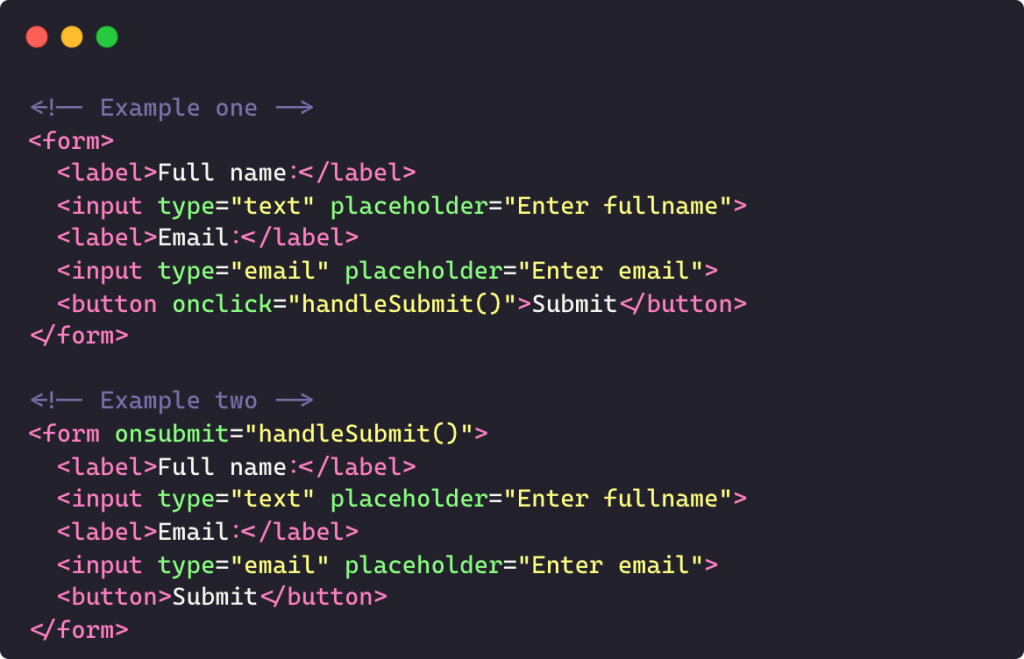 <!-- Example one -->
<form>
  <label>Full name:</label>
  <input type="text" placeholder="Enter fullname">
  <label>Email:</label>
  <input type="email" placeholder="Enter email">
  <button onclick="handleSubmit()">Submit</button>
</form>

<!-- Example two -->
<form onsubmit="handleSubmit()">
  <label>Full name:</label>
  <input type="text" placeholder="Enter fullname">
  <label>Email:</label>
  <input type="email" placeholder="Enter email">
  <button>Submit</button>
</form>